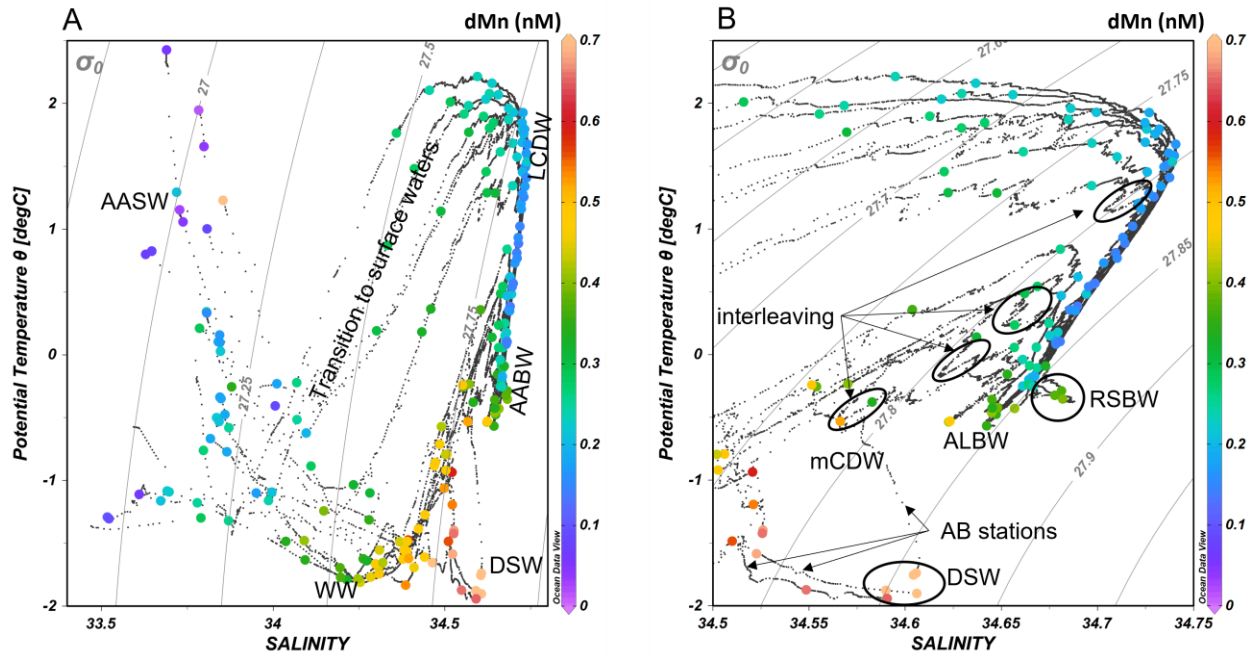 A
dMn (nM)
σ0
27
27.5
27.25
27.75
AASW
LCDW
Transition to surface waters
AABW
WW
DSW
2
1
0
-1
-2
Potential Temperature θ [degC]
33.5
34
34.5
SALINITY
0.7
0.6
0.5
0.4
0.3
0.2
0.1
0
Ocean Data View
B
dMn (nM)
σ0
27.75
27.7
27.85
27.8
27.9
interleaving
RSBW
ALBW
mCDW
AB stations
DSW
2
1
0
-1
-2
Potential Temperature θ [degC]
34.5
34.55
34.6
34.65
34.7
34.75
SALINITY
0.7
0.6
0.5
0.4
0.3
0.2
0.1
0
Ocean Data View